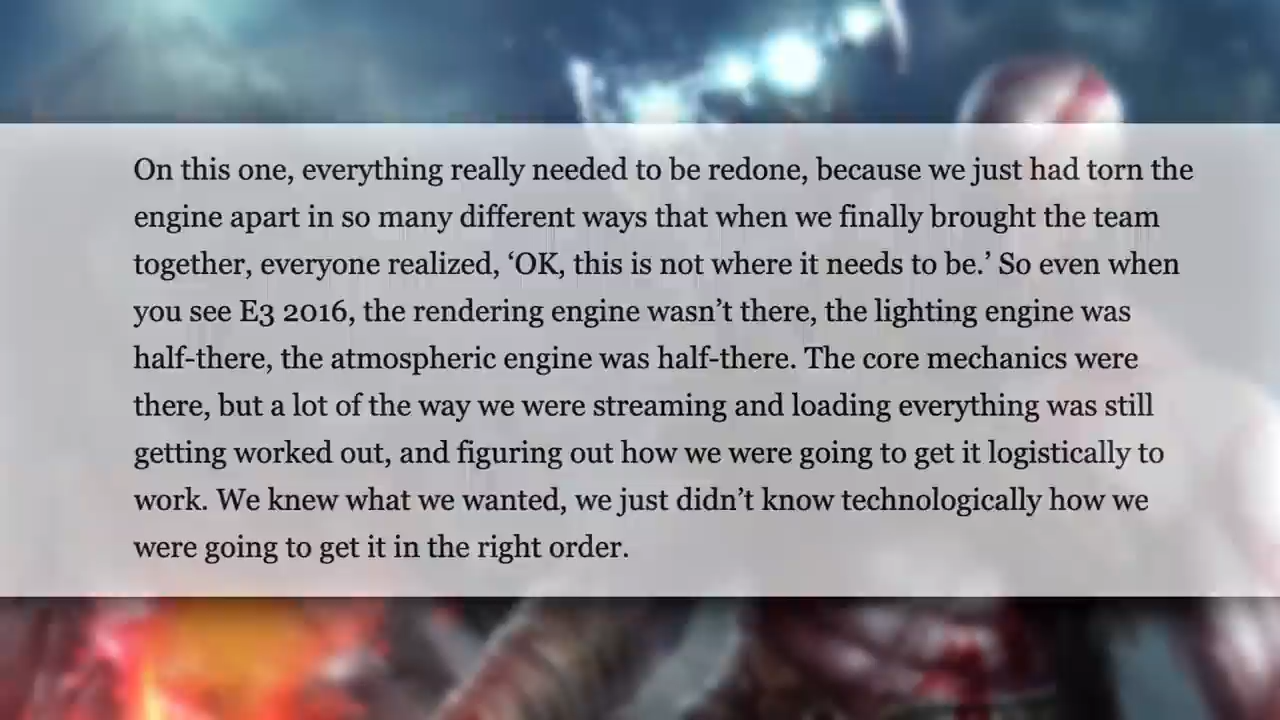 On this one, everything really needed to be redone, because we just had torn the
engine apart in so many different ways that when we finally brought the team
together, everyone realized, ‘OK, this is not where it needs to be.’ So even when
you see E3 2016, the rendering engine wasn’t there, the lighting engine was
half-there, the atmospheric engine was half-there. The core mechanics were
there, but a lot of the way we were streaming and loading everything was still
getting worked out, and figuring out how we were going to get it logistically to
work. We knew what we wanted, we just didn’t know technologically how we
were going to get it in the right order.